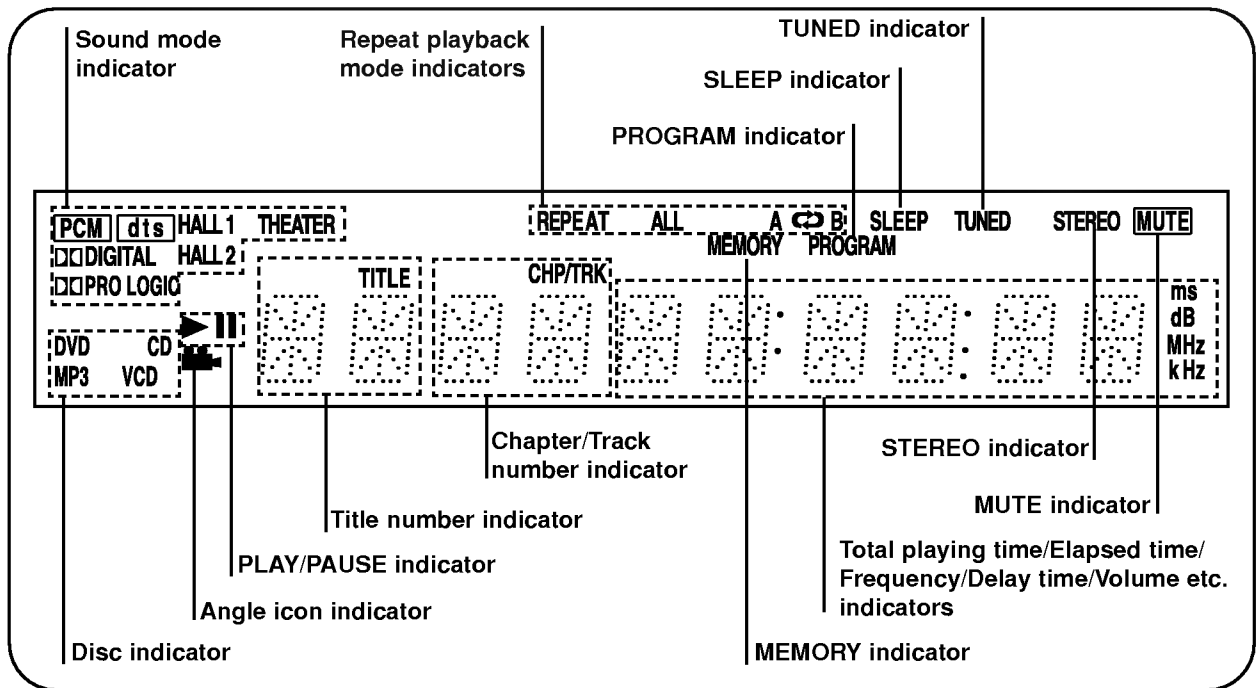 Sound mode
indicator
Repeat playback
mode indicators
TUNED indicator
SLEEP indicator
PROGRAM indicator
PCM dts HALL 1 THEATER
REPEAT ALL A B SLEEP TUNED STEREO MUTE
DIGITAL HALL 2
MEMORY PROGRAM
PRO LOGIC
TITLE
CHP/TRK
ms
dB
MHz
kHz
DVD CD
MP3 VCD
Chapter/Track
number indicator
STEREO indicator
Title number indicator
MUTE indicator
PLAY/PAUSE indicator
Total playing time/Elapsed time/
Frequency/Delay time/Volume etc.
indicators
Angle icon indicator
Disc indicator
MEMORY indicator